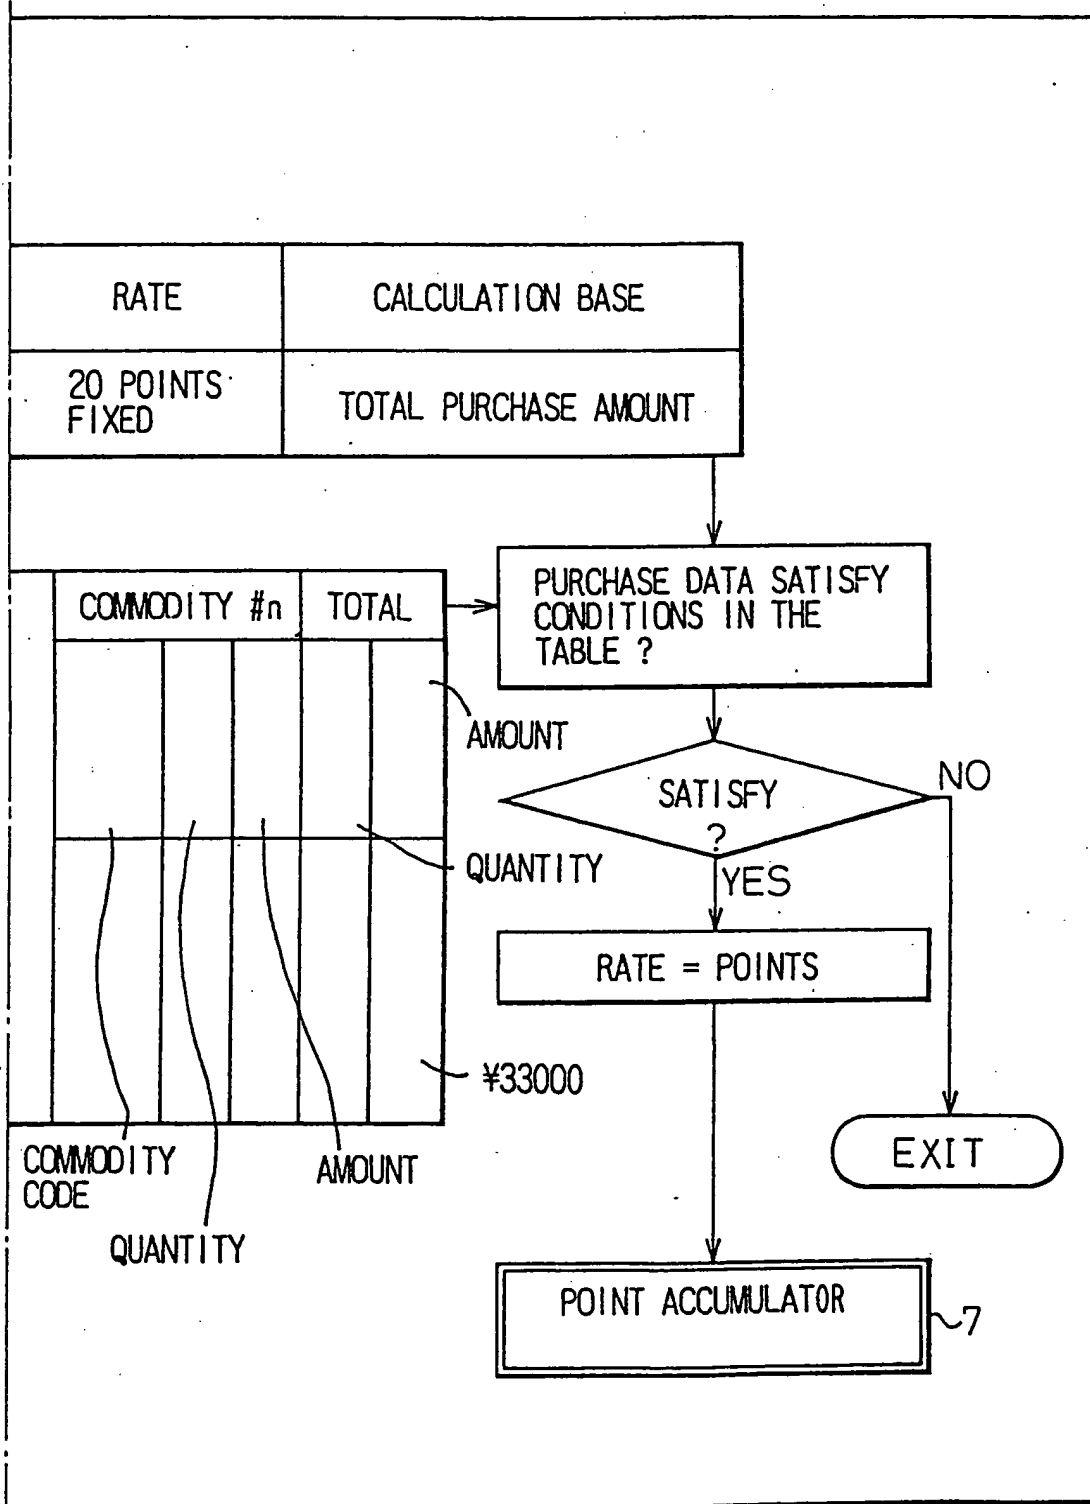 RATE
CALCULATION BASE
20 POINTS
FIXED
TOTAL PURCHASE AMOUNT
COMMODITY #n
TOTAL
PURCHASE DATA SATISFY
CONDITIONS IN THE
TABLE ?
AMOUNT
SATISFY
?
NO
QUANTITY
YES
RATE = POINTS
¥33000
COMMODITY
CODE
AMOUNT
EXIT
QUANTITY
POINT ACCUMULATOR
7